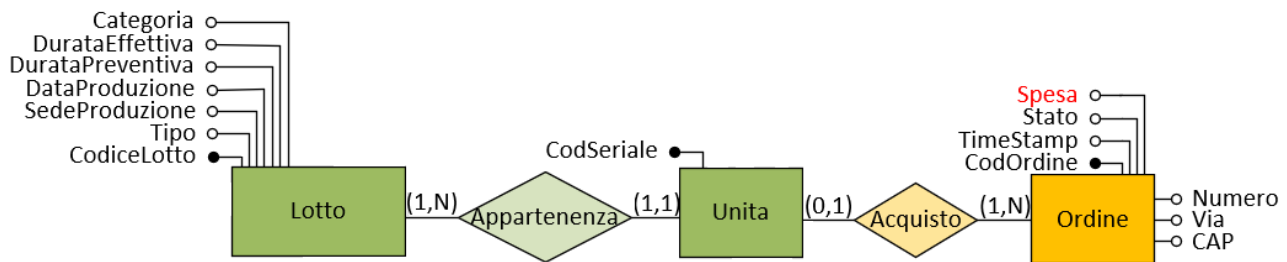 Categoria
DurataEffettiva
DurataPreventiva
DataProduzione
SedeProduzione
Tipo
CodiceLotto
Lotto
(1,N)
Appartenenza
(1,1)
CodSeriale
Unita
(0,1)
Acquisto
(1,N)
Spesa
Stato
TimeStamp
CodOrdine
Ordine
Numero
Via
CAP